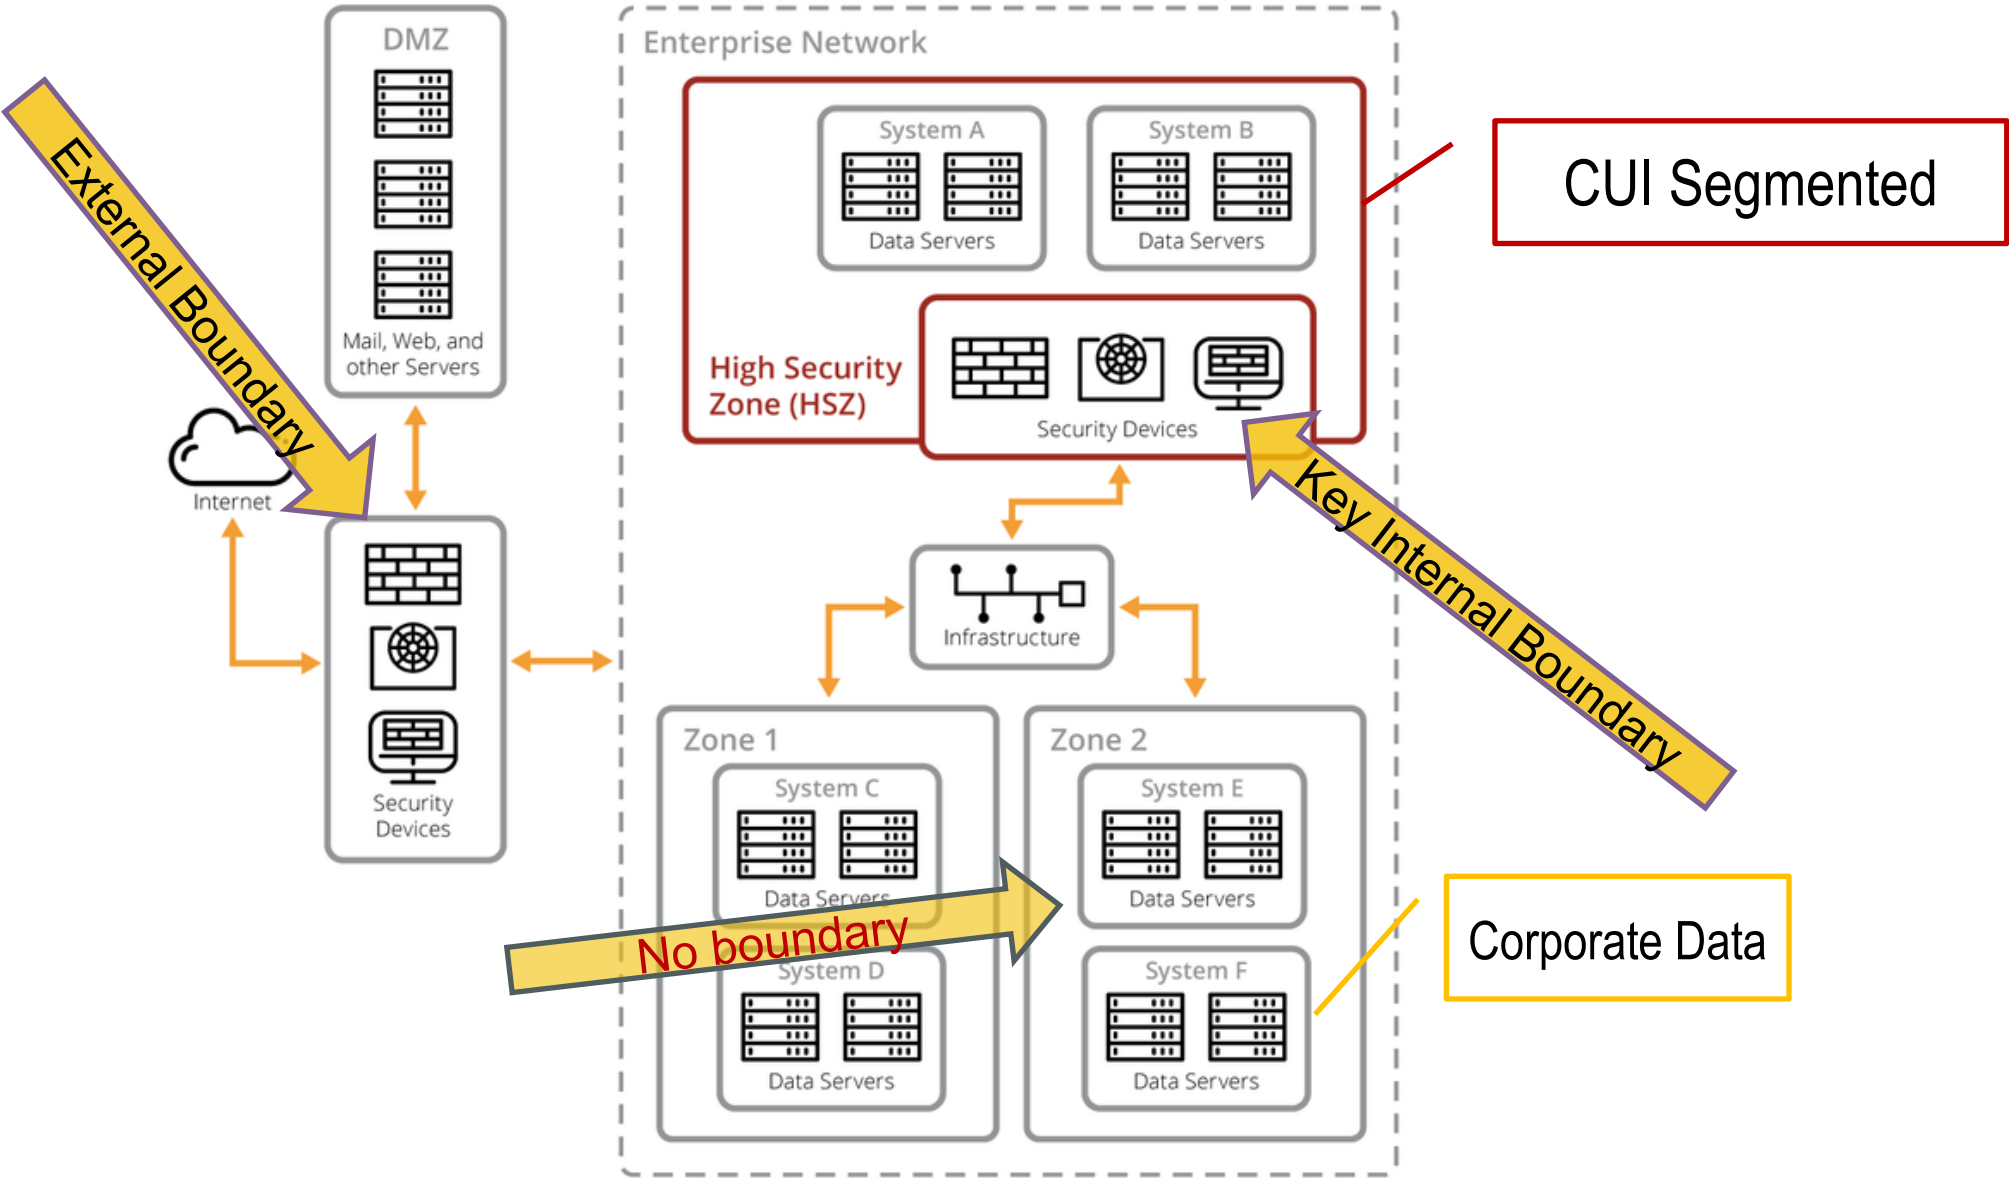 DMZ
Mail, Web, and
other Servers
External Boundary
Internet
Security
Devices
Enterprise Network
System A
Data Servers
System B
Data Servers
High Security
Zone (HSZ)
Security Devices
CUI Segmented
Key Internal Boundary
Infrastructure
Zone 1
System C
Data Servers
No boundary
System D
Data Servers
Zone 2
System E
Data Servers
System F
Data Servers
Corporate Data